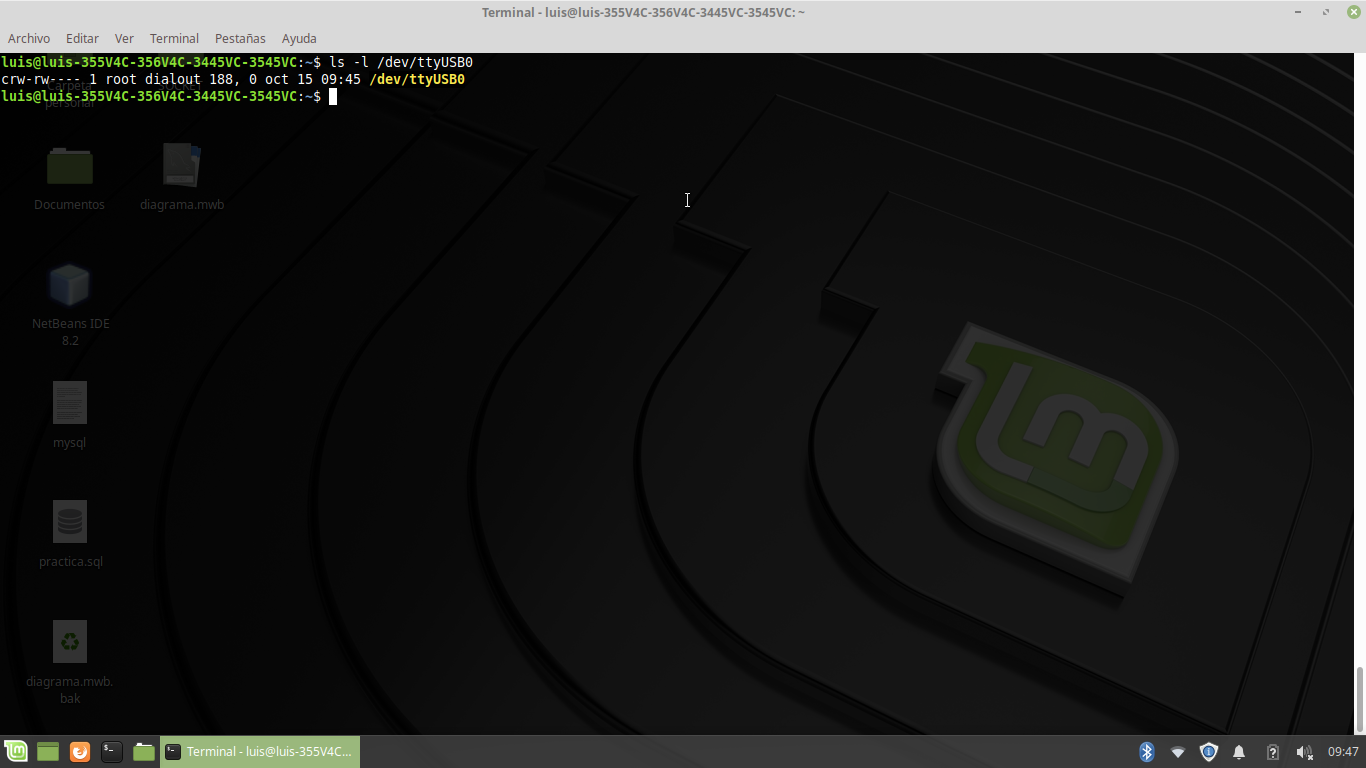 Terminal - luis@luis-355V4C-356V4C-3445VC-3545VC: ~
Archivo Editar Ver Terminal Pestañas Ayuda
luis@luis-355V4C-356V4C-3445VC-3545VC:~$ ls -l /dev/ttyUSB0
crw-rw---- 1 root dialout 188, 0 oct 15 09:45 /dev/ttyUSB0
luis@luis-355V4C-356V4C-3445VC-3545VC:~$
Carpeta
personal
Documentos
diagrama.mwb
NetBeans IDE
8.2
mysql
practica.sql
diagrama.mwb.
bak
Terminal - luis@luis-355V4C...
09:47